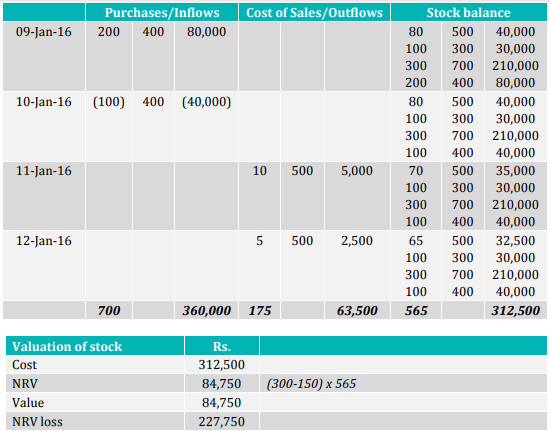 Purchases/Inflows Cost of Sales/Outflows Stock balance
09-Jan-16 200 400 80,000 80 500 40,000
100 300 30,000
300 700 210,000
200 400 80,000
10-Jan-16 (100) 400 (40,000) 80 500 40,000
100 300 30,000
300 700 210,000
100 400 40,000
11-Jan-16 10 500 5,000 70 500 35,000
100 300 30,000
300 700 210,000
100 400 40,000
12-Jan-16 5 500 2,500 65 500 32,500
100 300 30,000
300 700 210,000
100 400 40,000
700 360,000 175 63,500 565 312,500
Valuation of stock Rs.
Cost 312,500
NRV 84,750 (300-150) x 565
Value 84,750
NRV loss 227,750